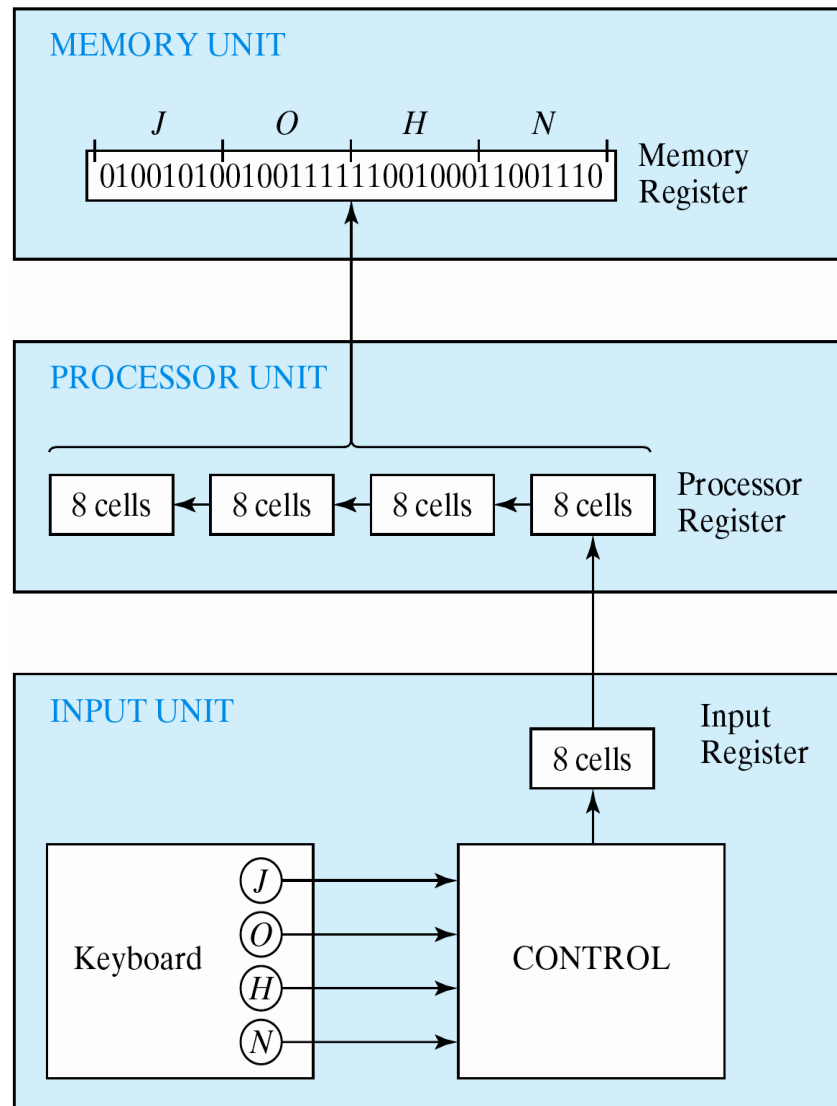 MEMORY UNIT
J O H N
01001010010011111100100011001110
Memory
Register
PROCESSOR UNIT
8 cells 8 cells 8 cells 8 cells
Processor
Register
INPUT UNIT
Input
Register
8 cells
J
O
Keyboard
CONTROL
H
N